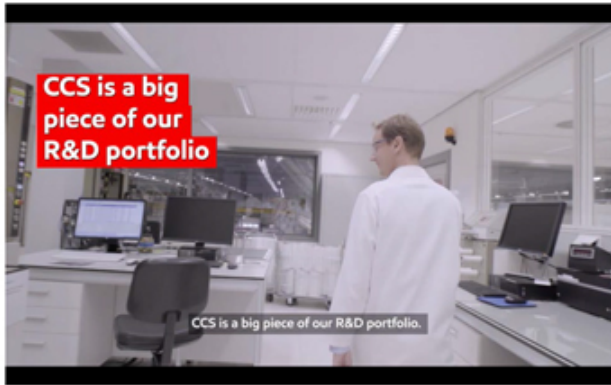 CCS is a big
piece of our
R&D portfolio
CCS is a big piece of our R&D portfolio.